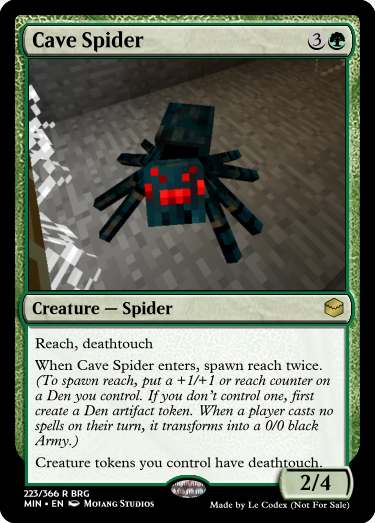 Cave Spider 3
Creature — Spider
Reach, deathtouch
When Cave Spider enters, spawn reach twice.
(To spawn reach, put a +1/+1 or reach counter on
a Den you control. If you don't control one, first
create a Den artifact token. When a player casts no
spells on their turn, it transforms into a 0/0 black
Army.)
Creature tokens you control have deathtouch.
2/4
223/366 R BRG
MIN • EN Mojang Studios
Made by Le Codex (Not For Sale)